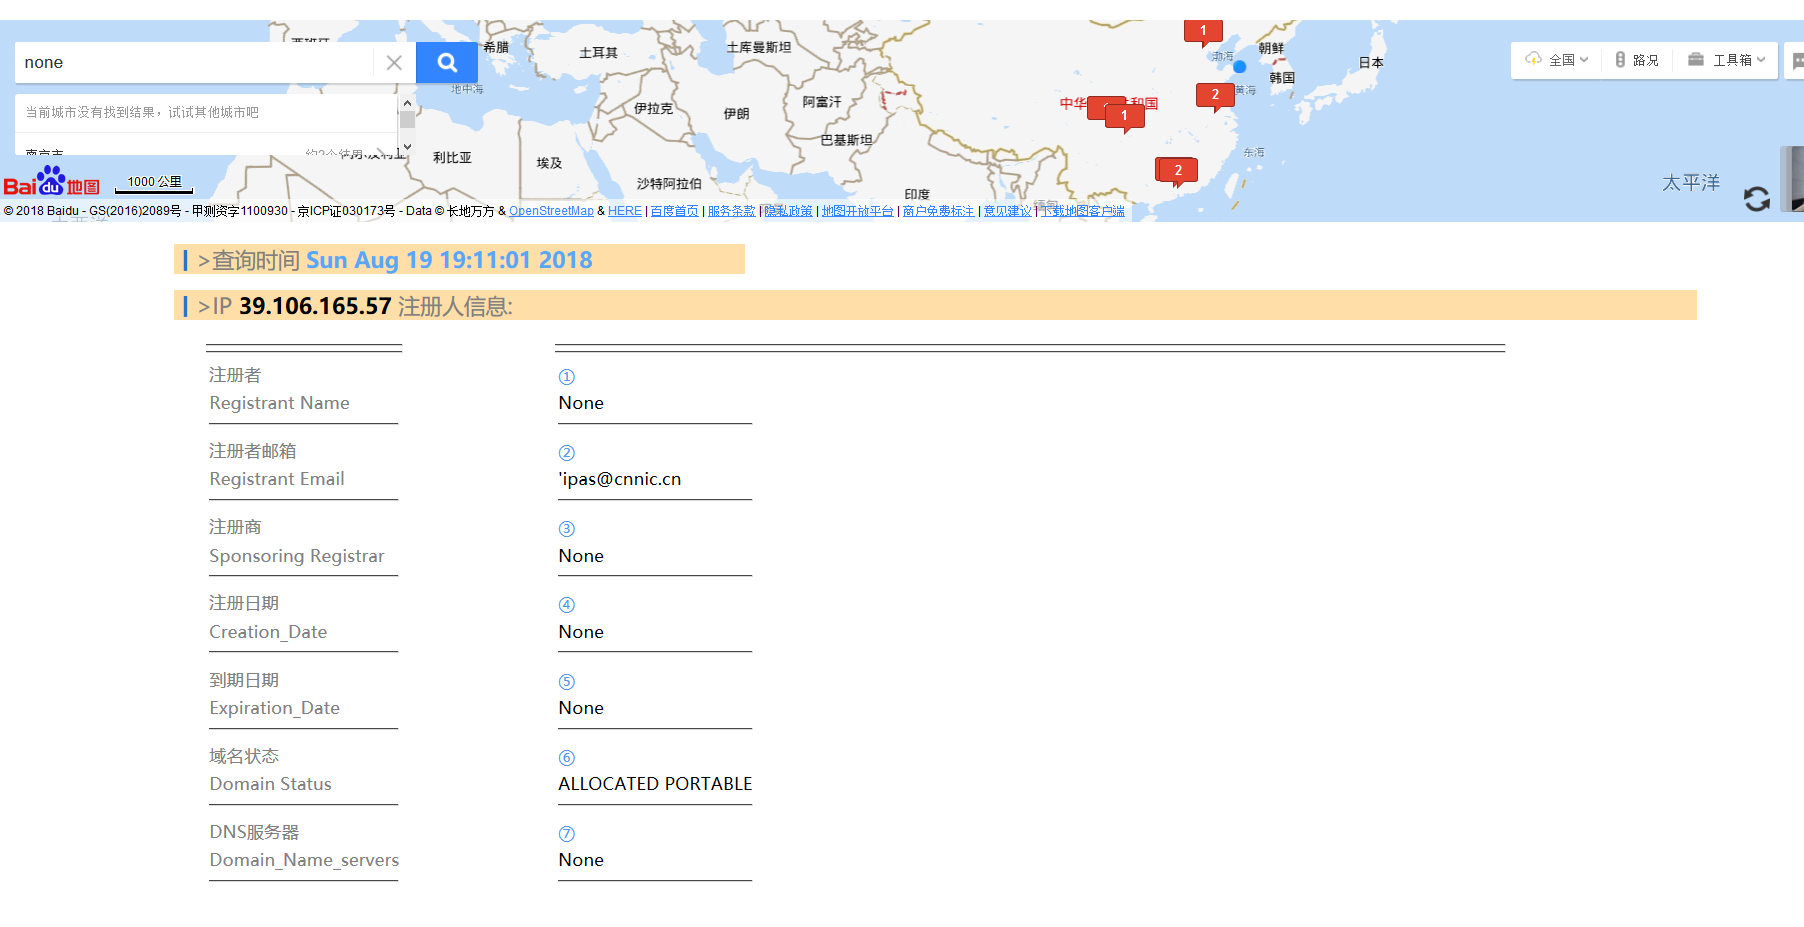 none
当前城市没有找到结果，试试其他城市吧
南京市
希腊
土耳其
土库曼斯坦
朝鲜
渤海
韩国
日本
黄海
地中海
伊拉克
伊朗
阿富汗
巴基斯坦
利比亚
埃及
沙特阿拉伯
印度
东海
太平洋
1
2
1
2
全国
路况
工具箱
Bai du 地图
1000 公里
© 2018 Baidu - GS(2016)2089号 - 甲测资字1100930 - 京ICP证030173号 - Data © 长地万方 & OpenStreetMap & HERE | 百度首页 | 服务条款 | 隐私政策 | 地图开放平台 | 商户免费标注 | 意见建议 | 下载地图客户端
>查询时间 Sun Aug 19 19:11:01 2018
>IP 39.106.165.57 注册人信息:
注册者 ①
Registrant Name None
注册者邮箱 ②
Registrant Email 'ipas@cnnic.cn
注册商 ③
Sponsoring Registrar None
注册日期 ④
Creation_Date None
到期日期 ⑤
Expiration_Date None
域名状态 ⑥
Domain Status ALLOCATED PORTABLE
DNS服务器 ⑦
Domain_Name_servers None